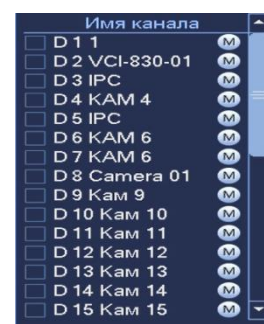 Имя канала
D 1 1 M
D 2 VCI-830-01 M
D 3 IPC M
D 4 KAM 4 M
D 5 IPC M
D 6 KAM 6 M
D 7 KAM 6 M
D 8 Camera 01 M
D 9 Кам 9 M
D 10 Кам 10 M
D 11 Кам 11 M
D 12 Кам 12 M
D 13 Кам 13 M
D 14 Кам 14 M
D 15 Кам 15 M